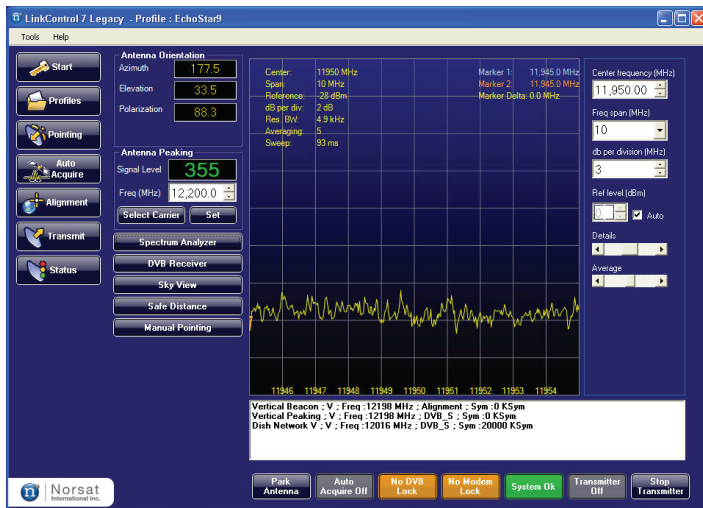 LinkControl 7 Legacy - Profile : EchoStar9
Tools Help
Start
Profiles
Pointing
Auto
Acquire
Alignment
Transmit
Status
Antenna Orientation
Azimuth 177.5
Elevation 33.5
Polarization 88.3
Antenna Peaking
Signal Level 355
Freq (MHz) 12,200.0
Select Carrier Set
Spectrum Analyzer
DVB Receiver
Sky View
Safe Distance
Manual Pointing
Center: 11950 MHz
Span: 10 MHz
Reference: -28 dBm
dB per div: 2 dB
Res. BW: 4.9 kHz
Averaging: 5
Sweep: 93 ms
Marker 1: 11,945.0 MHz
Marker 2: 11,945.0 MHz
Marker Delta: 0.0 MHz
11946 11947 11948 11949 11950 11951 11952 11953 11954
Center frequency (MHz)
11,950.00
Freq span (MHz)
10
db per division (MHz)
3
Ref level (dBm)
0 Auto
Details
Average
Vertical Beacon ; V ; Freq :12198 MHz ; Alignment ; Sym :0 KSym
Vertical Peaking ; V ; Freq :12198 MHz ; DVB_S ; Sym :0 KSym
Dish Network V ; V ; Freq :12016 MHz ; DVB_S ; Sym :20000 KSym
n Norsat
International Inc.
Park
Antenna
Auto
Acquire Off
No DVB
Lock
No Modem
Lock
System Ok
Transmitter
Off
Stop
Transmitter